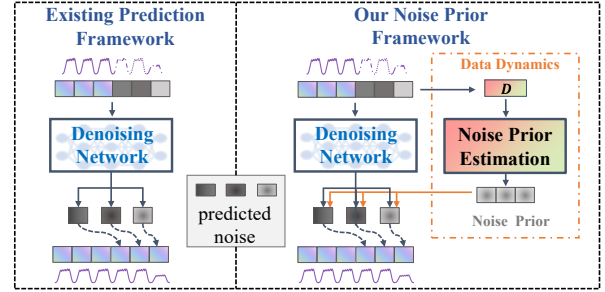 Existing Prediction
Framework
Denoising
Network
predicted
noise
Our Noise Prior
Framework
Data Dynamics
D
Denoising
Network
Noise Prior
Estimation
Noise Prior